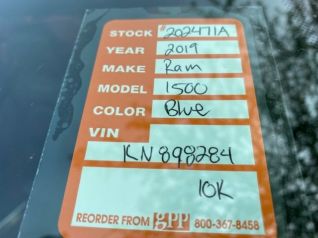 STOCK #202471A
YEAR 2019
MAKE Ram
MODEL 1500
COLOR Blue
VIN
KN898284
10K
REORDER FROM gpp 800-367-8458